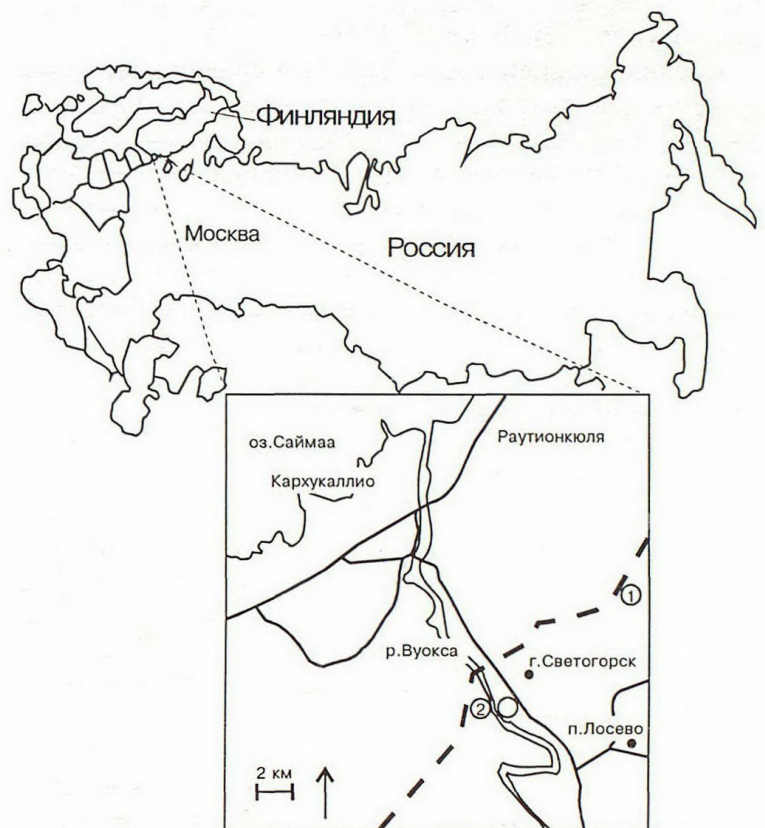 Финляндия
Москва
Россия
оз.Саймаа
Раутионкюля
Кархукаллио
1
р.Вуокса
г.Светогорск
2
п.Лосево
2 км